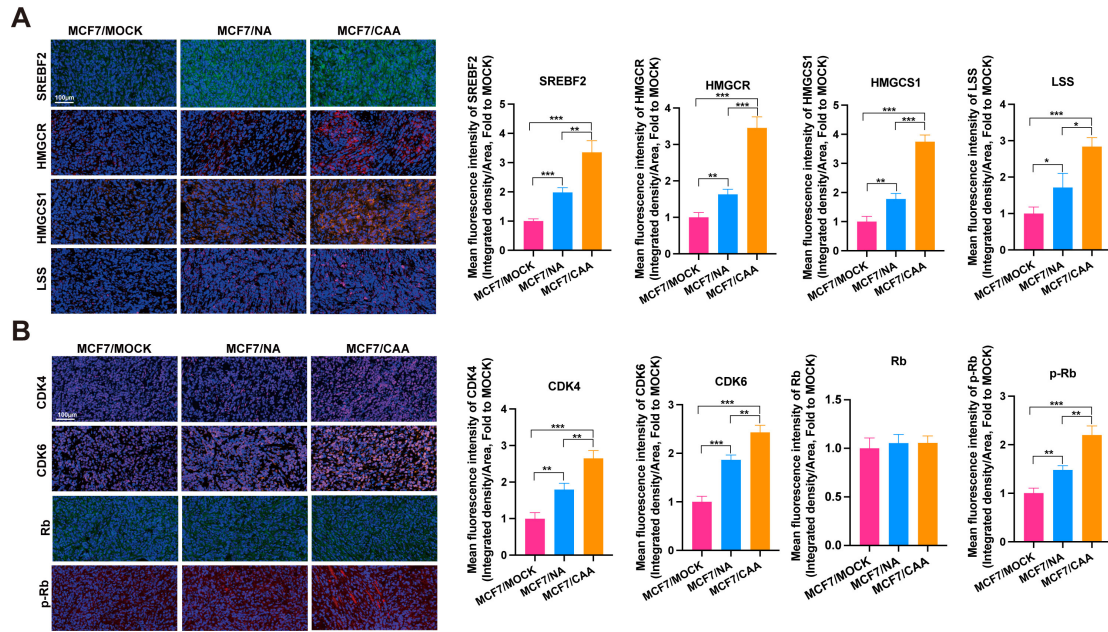 A
MCF7/MOCK MCF7/NA MCF7/CAA
SREBF2
100μm
HMGCR
HMGCS1
LSS
Mean fluorescence intensity of SREBF2
(Integrated density/Area, Fold to MOCK)
SREBF2
*** ** ***
5
4
3
2
1
0
MCF7/MOCK
MCF7/NA
MCF7/CAA
Mean fluorescence intensity of HMGCR
(Integrated density/Area, Fold to MOCK)
HMGCR
*** *** **
4
3
2
1
0
MCF7/MOCK
MCF7/NA
MCF7/CAA
Mean fluorescence intensity of HMGCS1
(Integrated density/Area, Fold to MOCK)
HMGCS1
*** *** **
5
4
3
2
1
0
MCF7/MOCK
MCF7/NA
MCF7/CAA
Mean fluorescence intensity of LSS
(Integrated density/Area, Fold to MOCK)
LSS
*** * *
4
3
2
1
0
MCF7/MOCK
MCF7/NA
MCF7/CAA
B
MCF7/MOCK MCF7/NA MCF7/CAA
CDK4
100μm
CDK6
Rb
p-Rb
Mean fluorescence intensity of CDK4
(Integrated density/Area, Fold to MOCK)
CDK4
*** ** **
4
3
2
1
0
MCF7/MOCK
MCF7/NA
MCF7/CAA
Mean fluorescence intensity of CDK6
(Integrated density/Area, Fold to MOCK)
CDK6
*** ** ***
3
2
1
0
MCF7/MOCK
MCF7/NA
MCF7/CAA
Mean fluorescence intensity of Rb
(Integrated density/Area, Fold to MOCK)
Rb
1.5
1.0
0.5
0.0
MCF7/MOCK
MCF7/NA
MCF7/CAA
Mean fluorescence intensity of p-Rb
(Integrated density/Area, Fold to MOCK)
p-Rb
*** ** **
3
2
1
0
MCF7/MOCK
MCF7/NA
MCF7/CAA